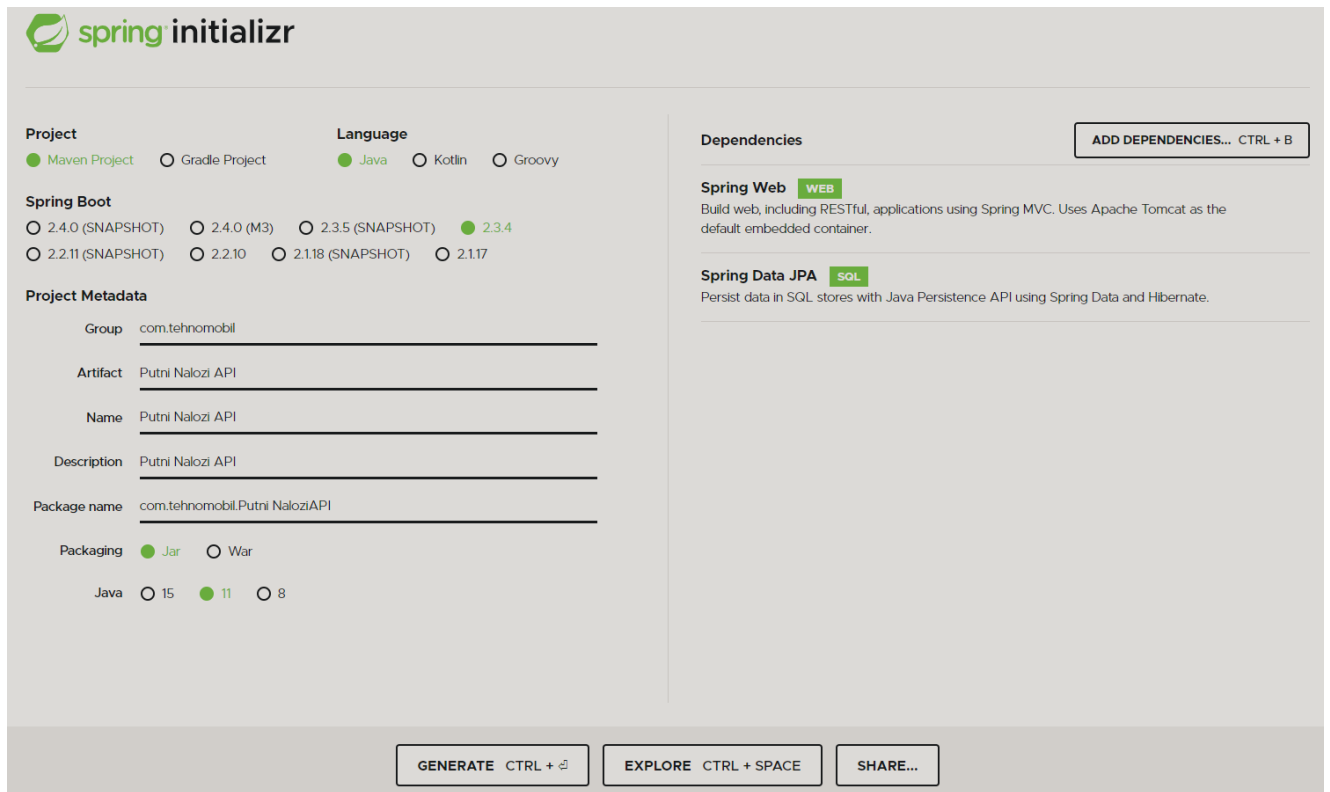 spring initializr
Project
Maven Project Gradle Project
Language
Java Kotlin Groovy
Spring Boot
2.4.0 (SNAPSHOT) 2.4.0 (M3) 2.3.5 (SNAPSHOT) 2.3.4
2.2.11 (SNAPSHOT) 2.2.10 2.1.18 (SNAPSHOT) 2.1.17
Project Metadata
Group com.tehnomobil
Artifact Putni Nalozi API
Name Putni Nalozi API
Description Putni Nalozi API
Package name com.tehnomobil.Putni NaloziAPI
Packaging Jar War
Java 15 11 8
Dependencies
ADD DEPENDENCIES... CTRL + B
Spring Web WEB
Build web, including RESTful, applications using Spring MVC. Uses Apache Tomcat as the
default embedded container.
Spring Data JPA SQL
Persist data in SQL stores with Java Persistence API using Spring Data and Hibernate.
GENERATE CTRL + ⏎
EXPLORE CTRL + SPACE
SHARE...